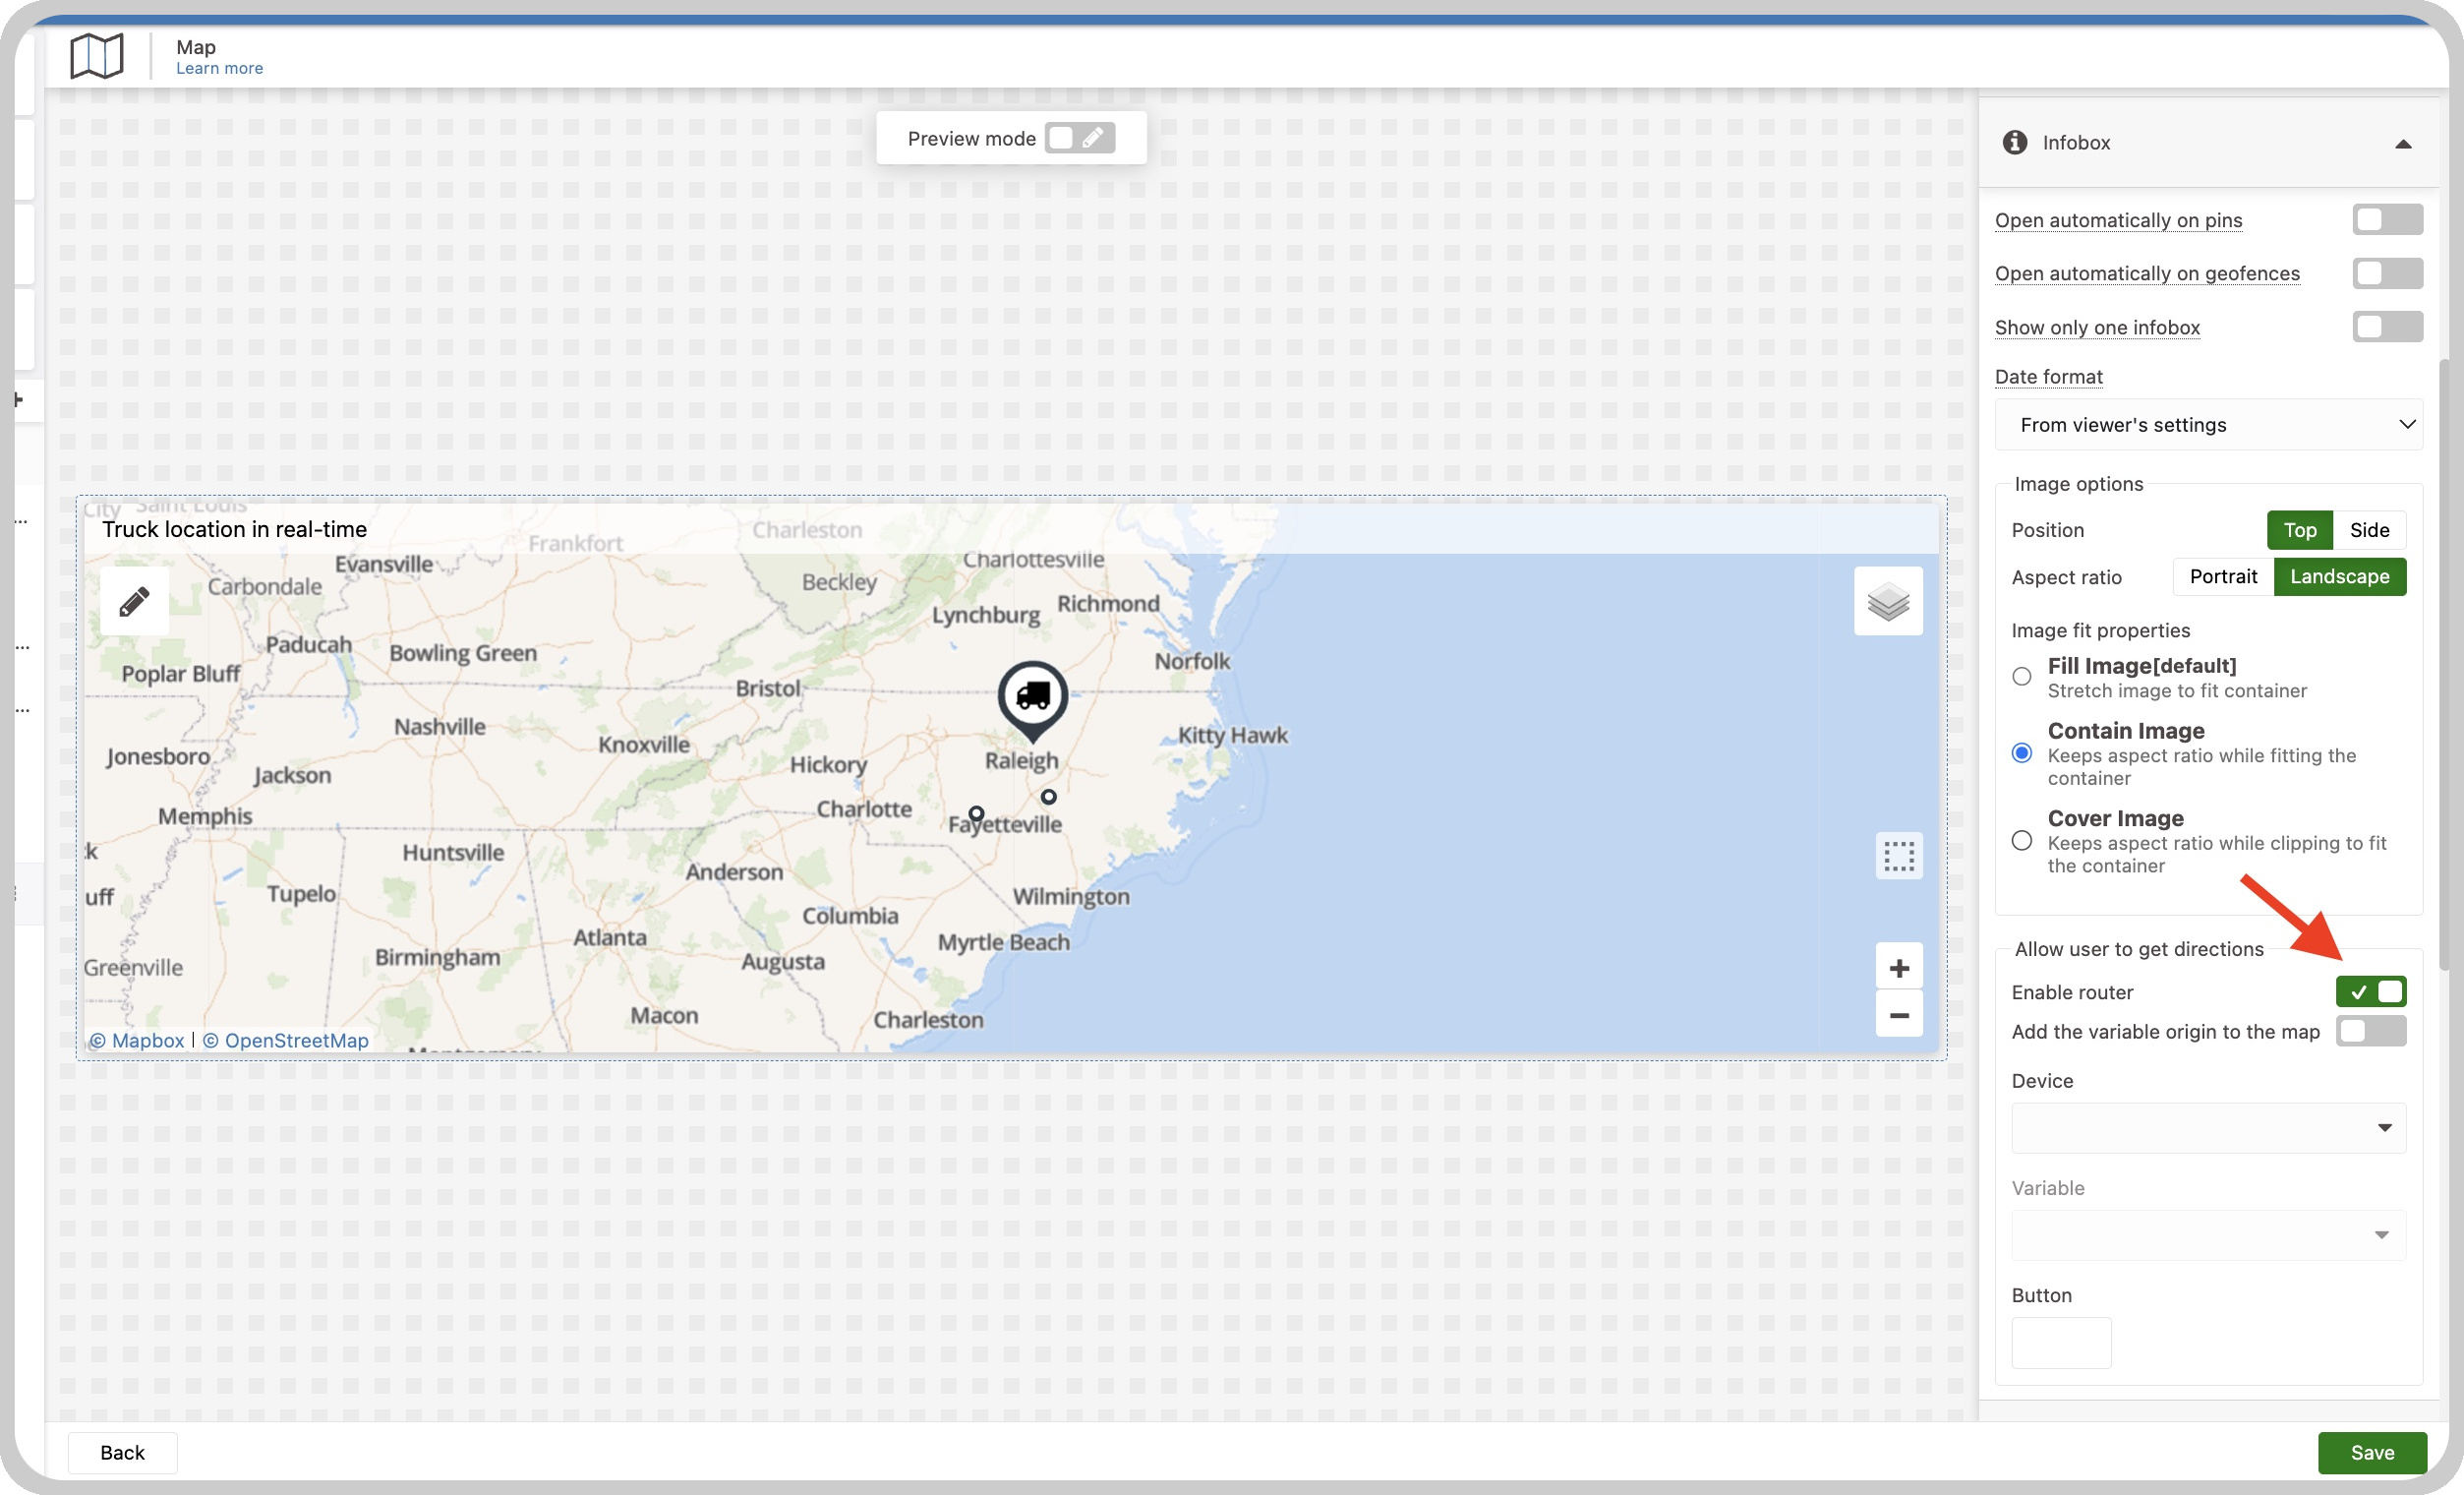 Map
Learn more
Preview mode
Infobox
Open automatically on pins
Open automatically on geofences
Show only one infobox
Date format
From viewer's settings
Image options
Position
Top
Side
Aspect ratio
Portrait
Landscape
Image fit properties
Fill Image[default]
Stretch image to fit container
Contain Image
Keeps aspect ratio while fitting the
container
Cover Image
Keeps aspect ratio while clipping to fit
the container
Allow user to get directions
Enable router
Add the variable origin to the map
Device
Variable
Button
City
Saint Louis
Truck location in real-time
Charleston
Frankfort
Evansville
Charlottesville
Carbondale
Beckley
Richmond
Lynchburg
Paducah
Bowling Green
Norfolk
Poplar Bluff
Bristol
Nashville
Kitty Hawk
Knoxville
Jonesboro
Raleigh
Hickory
Jackson
Charlotte
Memphis
Fayetteville
k
Huntsville
Anderson
uff
Tupelo
Wilmington
Columbia
Atlanta
Myrtle Beach
Birmingham
Augusta
Greenville
Macon
Charleston
© Mapbox | © OpenStreetMap
Montgomery
Back
Save